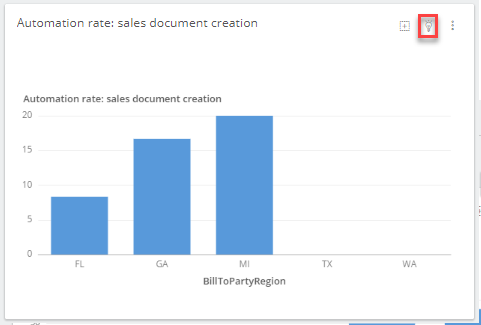 Automation rate: sales document creation
Automation rate: sales document creation
20
15
10
5
0
FL GA MI TX WA
BillToPartyRegion